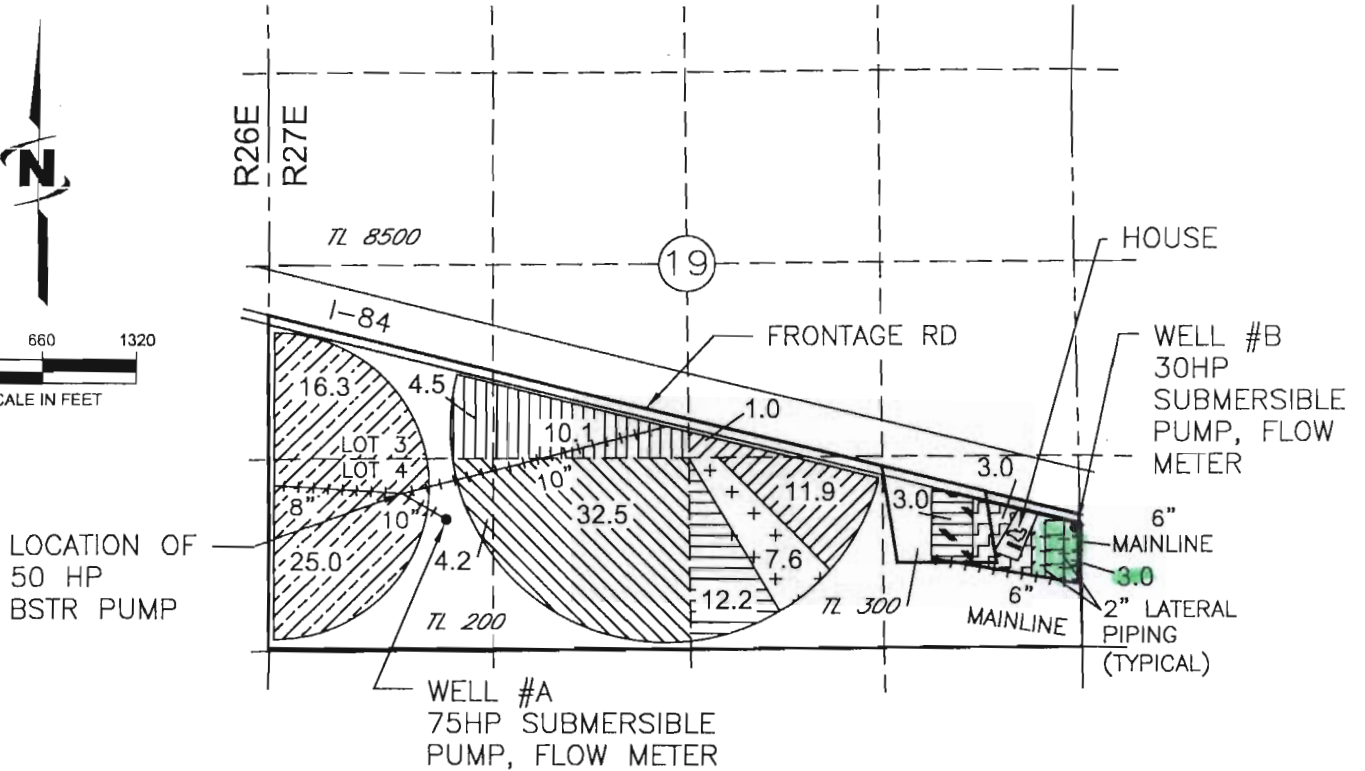 N
660 1320
CALE IN FEET
R26E
R27E
TL 8500
19
I-84
FRONTAGE RD
HOUSE
WELL #B
30HP
SUBMERSIBLE
PUMP, FLOW
METER
16.3
4.5
10.1
1.0
LOT 3
LOT 4
10"
8"
10"
32.5
11.9
3.0
3.0
6"
MAINLINE
3.0
25.0
4.2
7.6
12.2
TL 200
TL 300
6"
MAINLINE
2" LATERAL
PIPING
(TYPICAL)
LOCATION OF
50 HP
BSTR PUMP
WELL #A
75HP SUBMERSIBLE
PUMP, FLOW METER